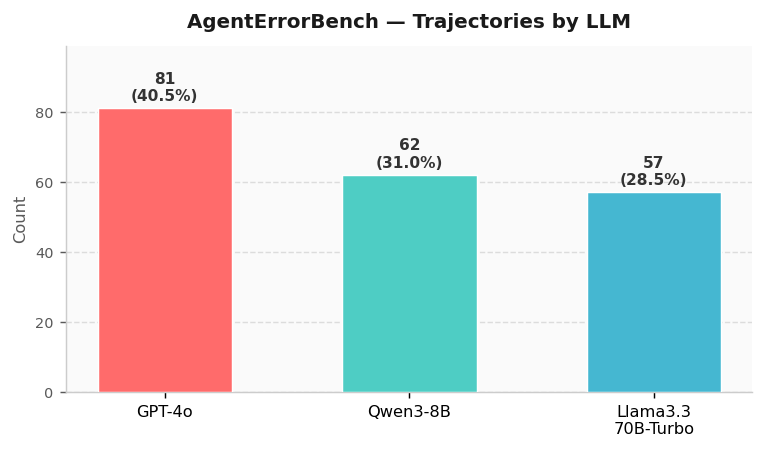 AgentErrorBench — Trajectories by LLM
81
(40.5%)
62
(31.0%)
57
(28.5%)
80
60
40
20
0
Count
GPT-4o
Qwen3-8B
Llama3.3
70B-Turbo